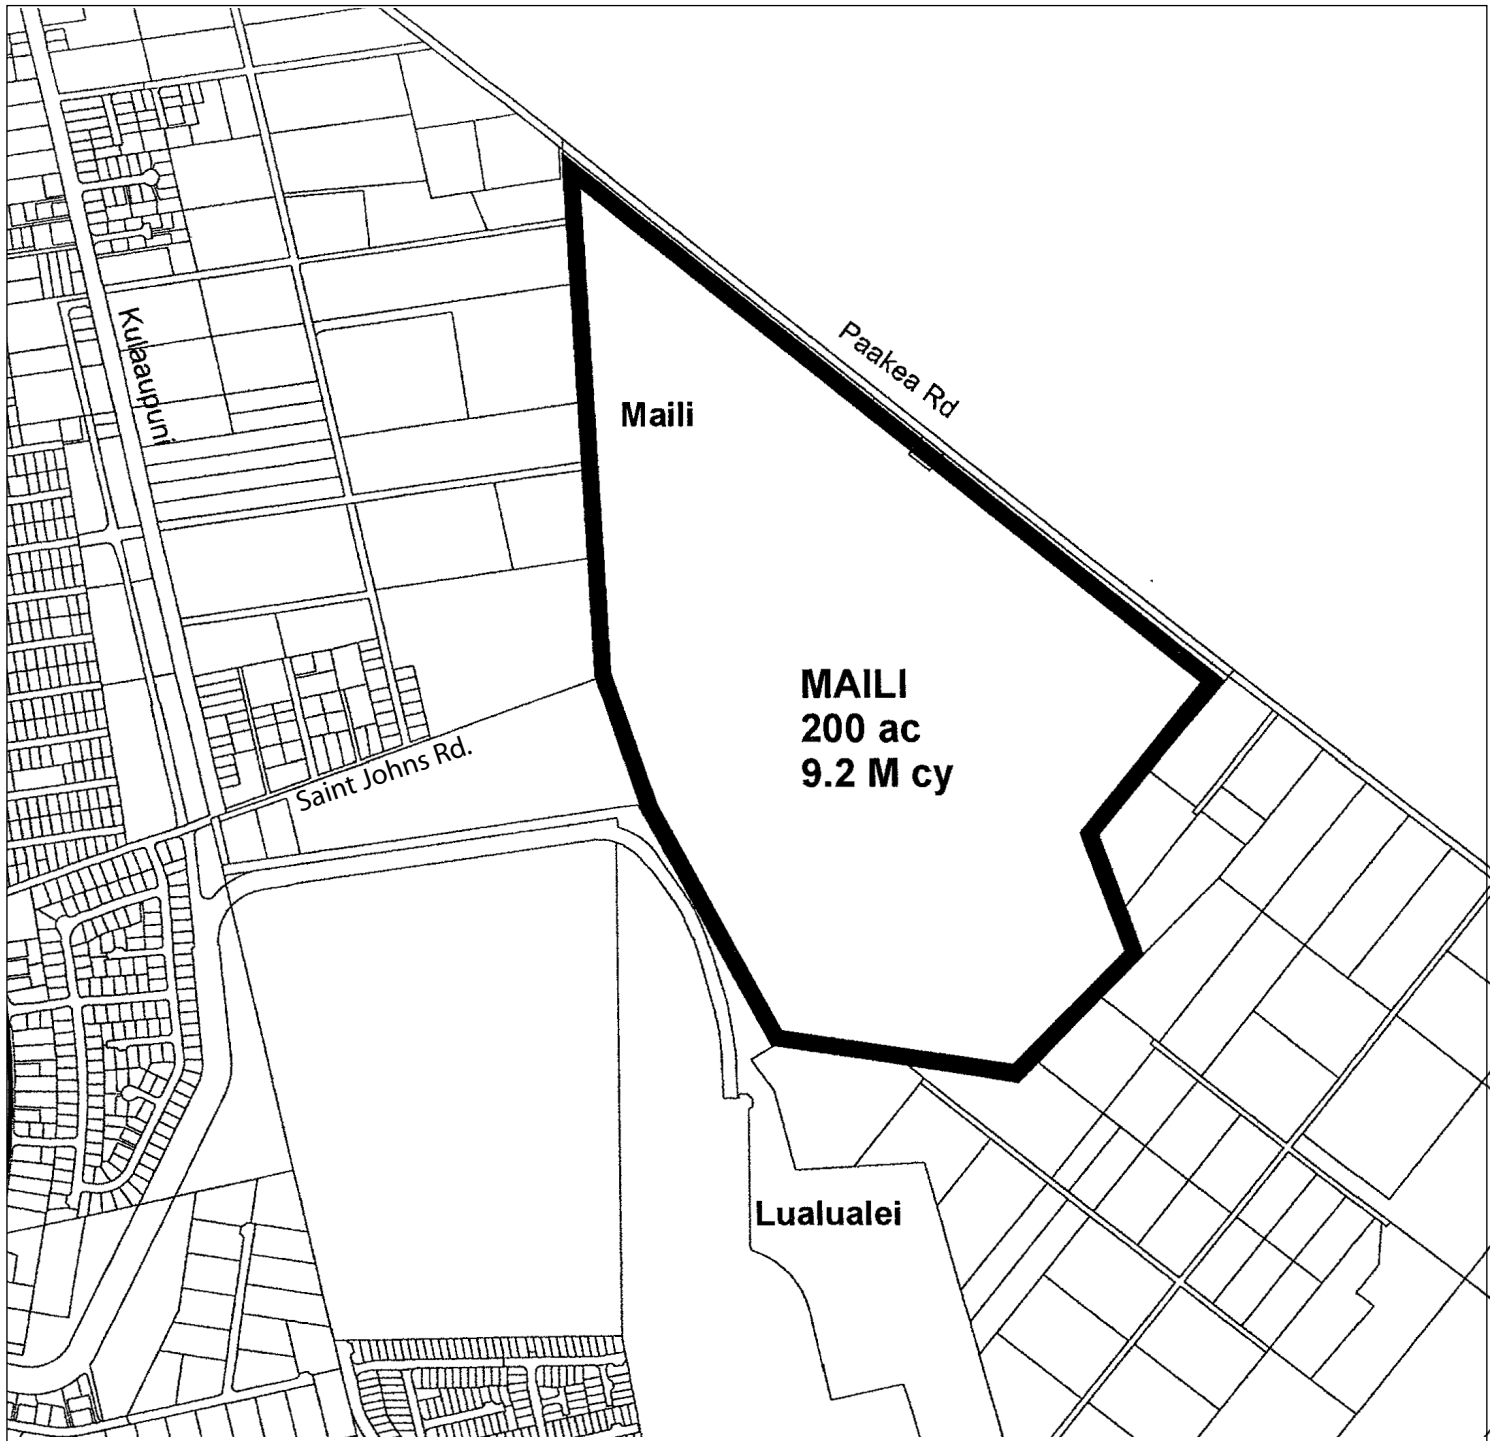 Kulaaupuni
Paakea Rd
Maili
MAILI
200 ac
9.2 M cy
Saint Johns Rd.
Lualualei